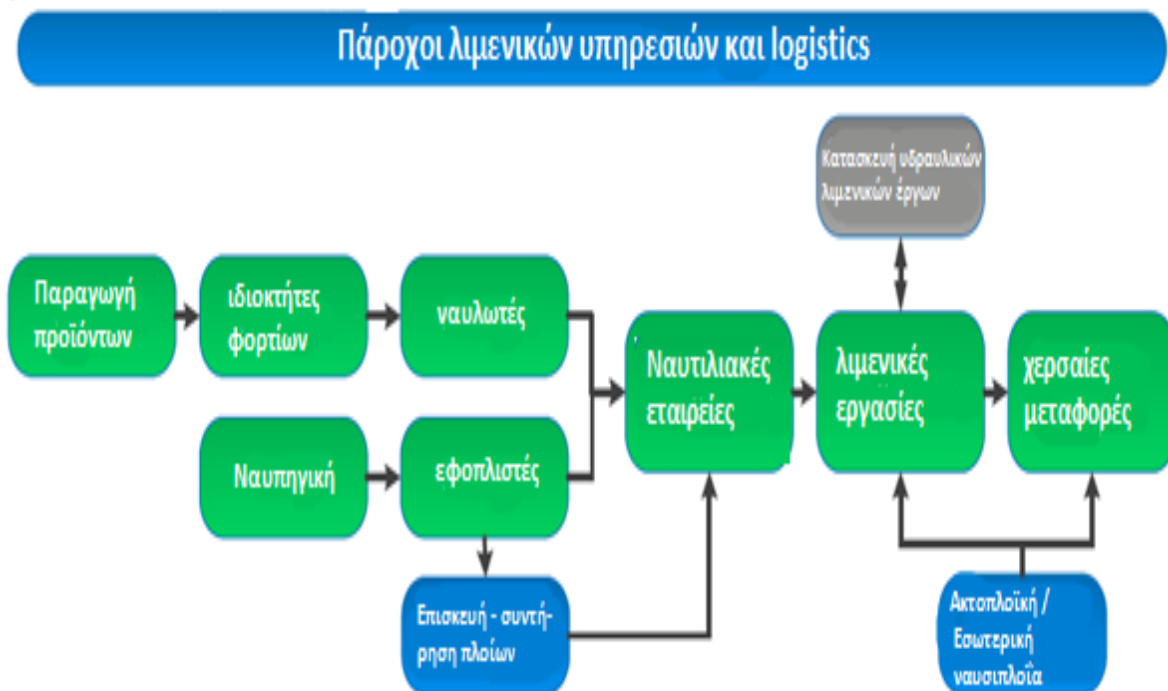 Πάροχοι λιμενικών υπηρεσιών και logistics
Κατασκευή υδραυλικών
λιμενικών έργων
Παραγωγή
προϊόντων
ιδιοκτήτες
φορτίων
ναυλωτές
Ναυτιλιακές
εταιρείες
λιμενικές
εργασίες
χερσαίες
μεταφορές
Ναυπηγική
εφοπλιστές
Επισκευή - συντή-
ρηση πλοίων
Ακτοπλοϊκή /
Εσωτερική
ναυσιπλοΐα